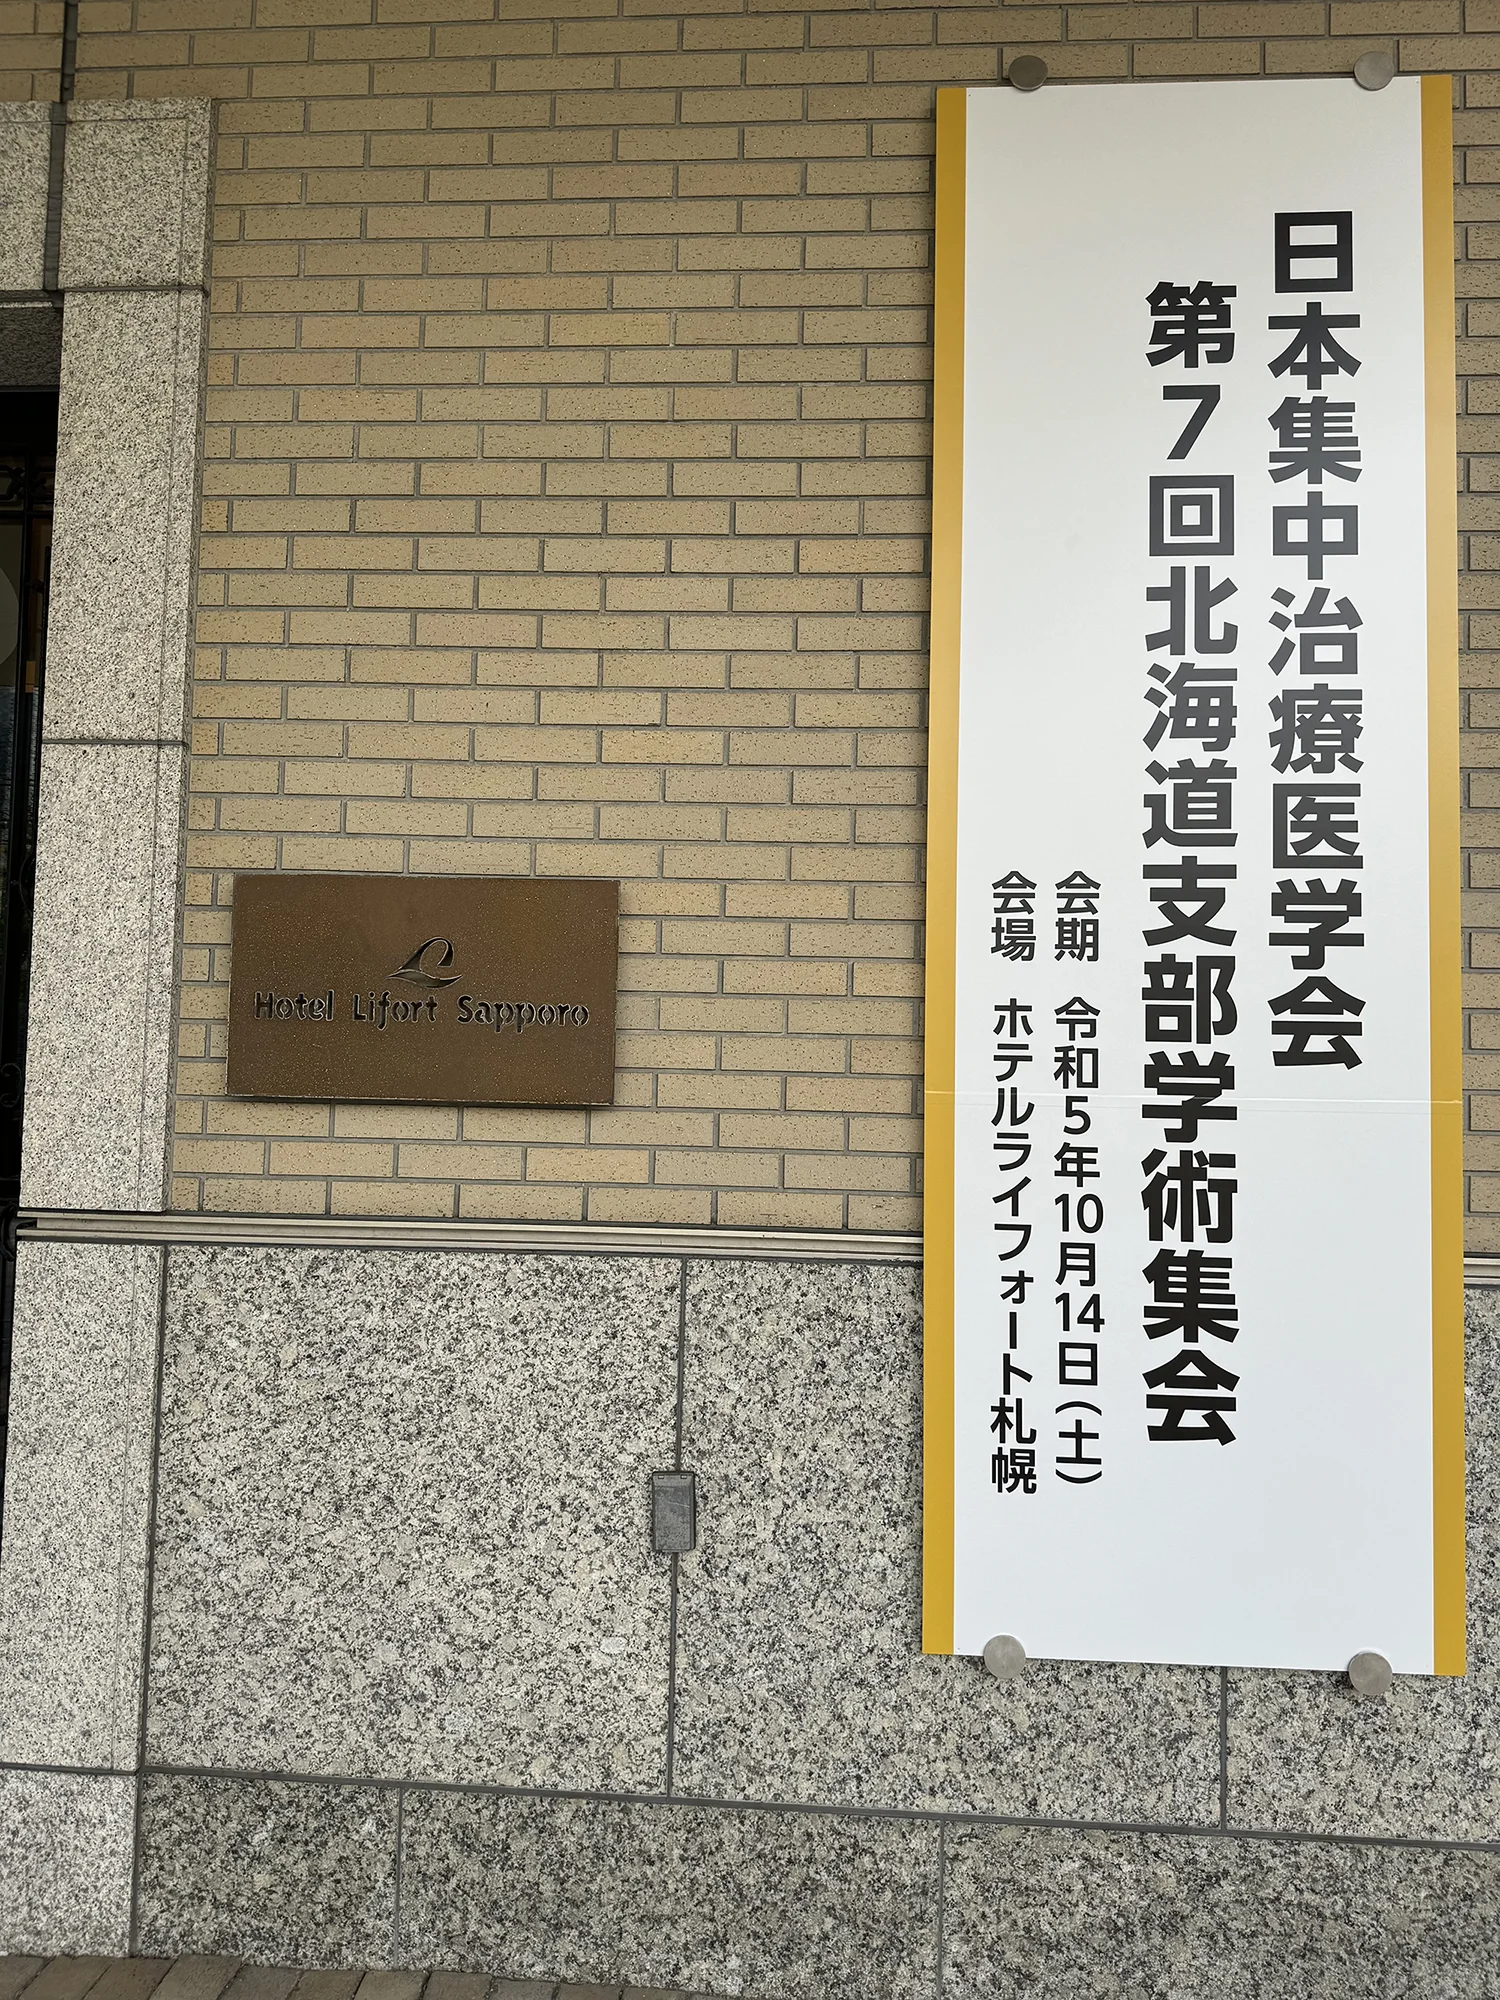 日本集中治療医学会
第7回北海道支部学術集会
会期 令和5年10月14日(土)
会場 ホテルライフォート札幌
Hotel Lifort Sapporo